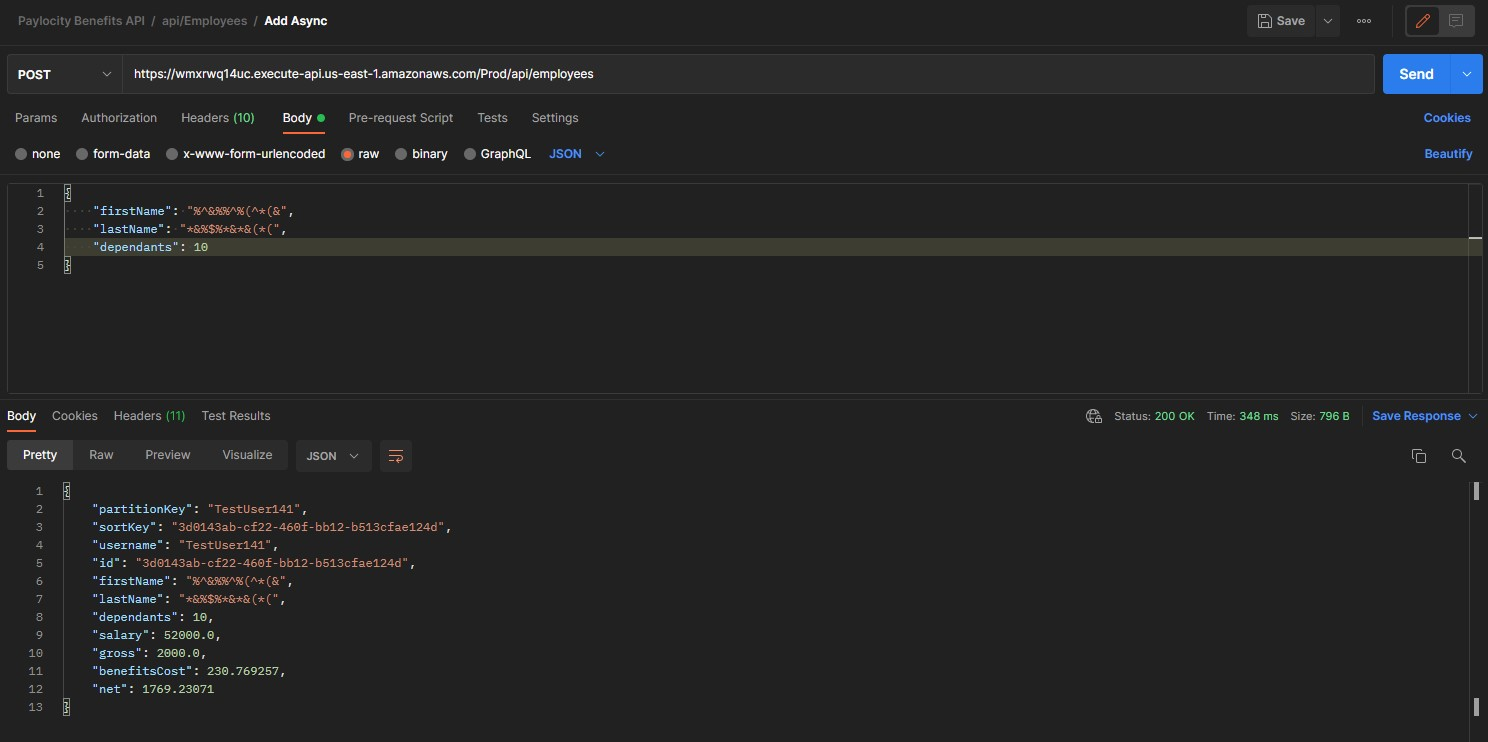 Paylocity Benefits API / api/Employees / Add Async
Save
POST https://wmxrwq14uc.execute-api.us-east-1.amazonaws.com/Prod/api/employees Send
Params Authorization Headers (10) Body Pre-request Script Tests Settings Cookies
none form-data x-www-form-urlencoded raw binary GraphQL JSON Beautify
1 {
2 "firstName": "%^&%%^%(^*(&",
3 "lastName": "*&%$%*&*&(*(",
4 "dependants": 10
5 }
Body Cookies Headers (11) Test Results Status: 200 OK Time: 348 ms Size: 796 B Save Response
Pretty Raw Preview Visualize JSON
1 {
2 "partitionKey": "TestUser141",
3 "sortKey": "3d0143ab-cf22-460f-bb12-b513cfae124d",
4 "username": "TestUser141",
5 "id": "3d0143ab-cf22-460f-bb12-b513cfae124d",
6 "firstName": "%^&%%^%(^*(&",
7 "lastName": "*&%$%*&*&(*(",
8 "dependants": 10,
9 "salary": 52000.0,
10 "gross": 2000.0,
11 "benefitsCost": 230.769257,
12 "net": 1769.23071
13 }